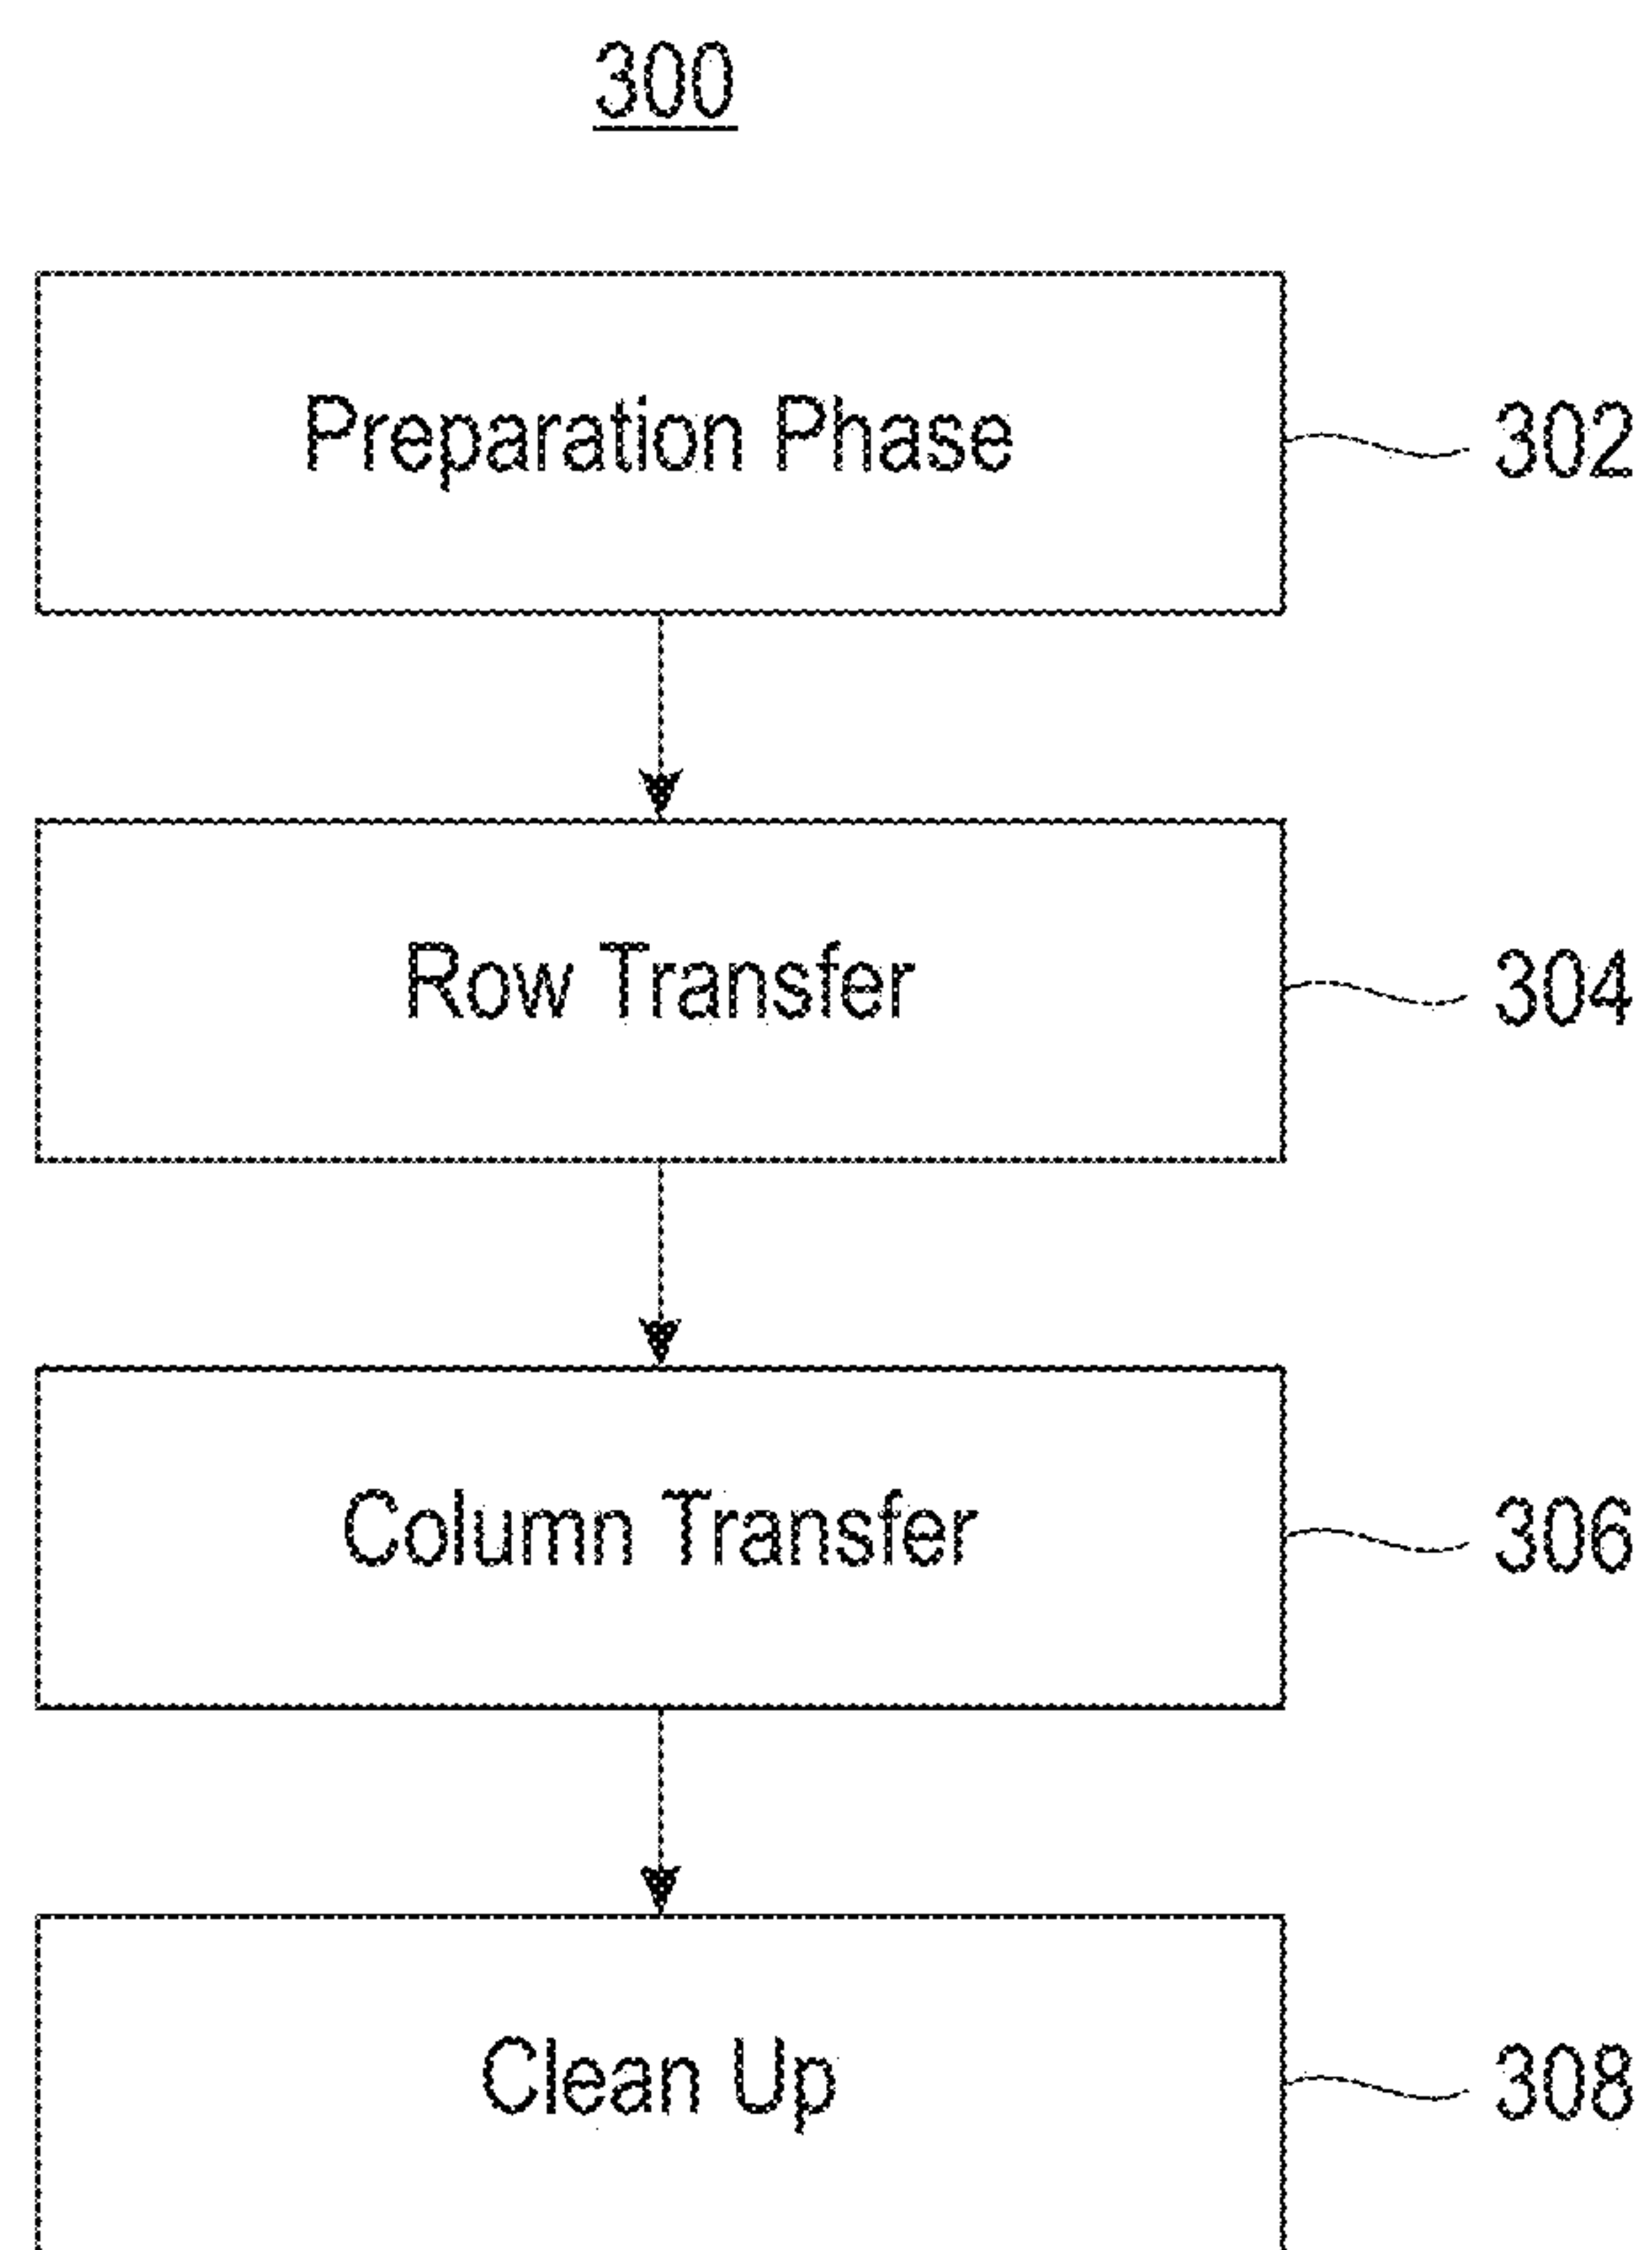 300
Preparation Phase
302
Row Transfer
304
Column Transfer
306
Clean Up
308